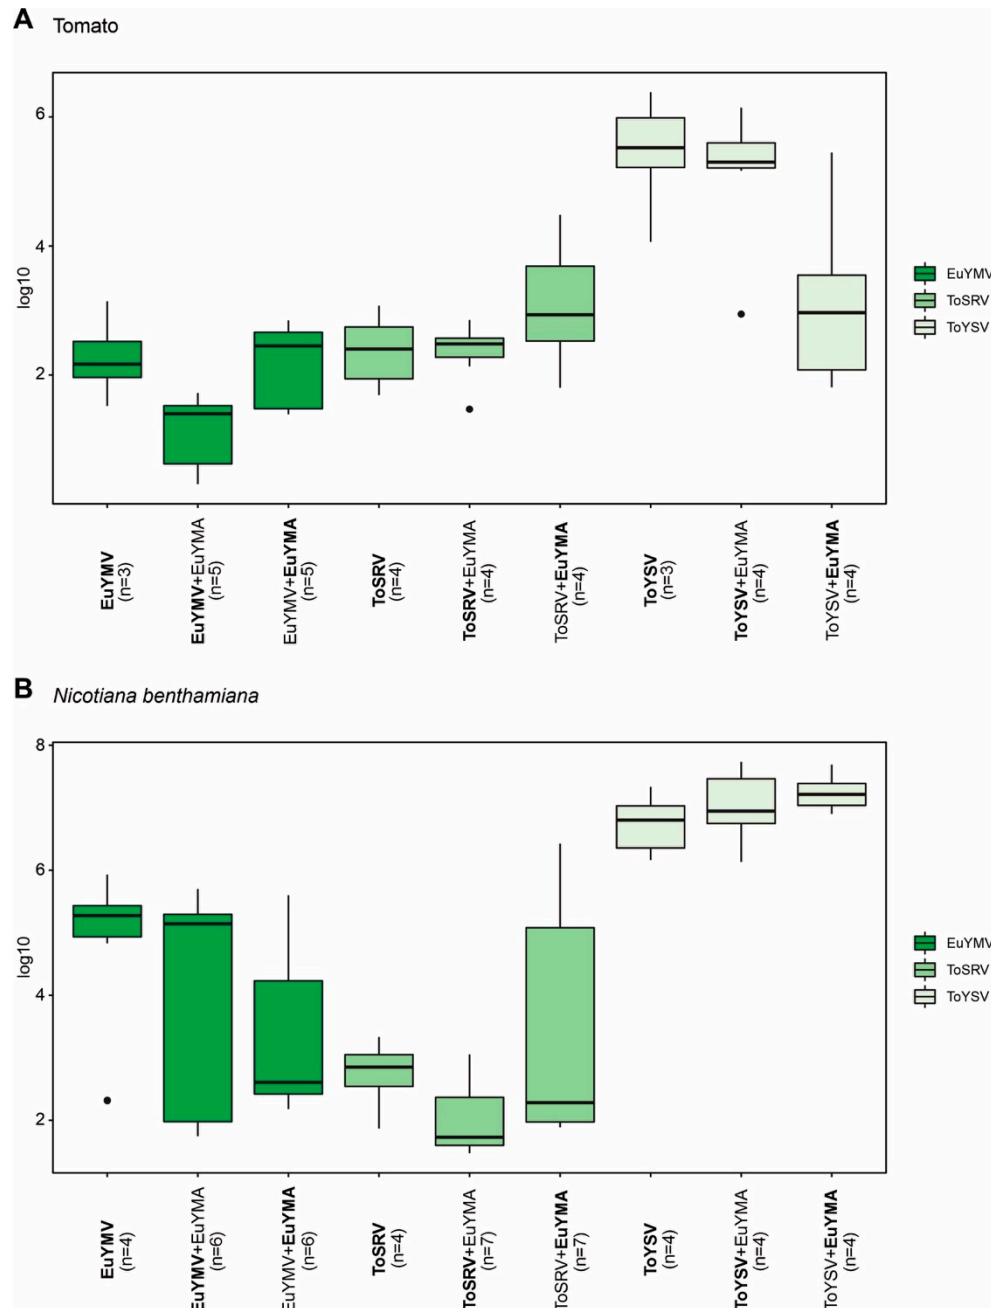 A Tomato
6
4
2
log10
EuYMV
ToSRV
ToYSV
EuYMV
(n=3)
EuYMV+EuYMA
(n=5)
EuYMV+EuYMA
(n=5)
ToSRV
(n=4)
ToSRV+EuYMA
(n=4)
ToSRV+EuYMA
(n=4)
ToYSV
(n=3)
ToYSV+EuYMA
(n=4)
ToYSV+EuYMA
(n=4)
B Nicotiana benthamiana
8
6
4
2
log10
EuYMV
ToSRV
ToYSV
EuYMV
(n=4)
EuYMV+EuYMA
(n=6)
EuYMV+EuYMA
(n=6)
ToSRV
(n=4)
ToSRV+EuYMA
(n=7)
ToSRV+EuYMA
(n=7)
ToYSV
(n=4)
ToYSV+EuYMA
(n=4)
ToYSV+EuYMA
(n=4)